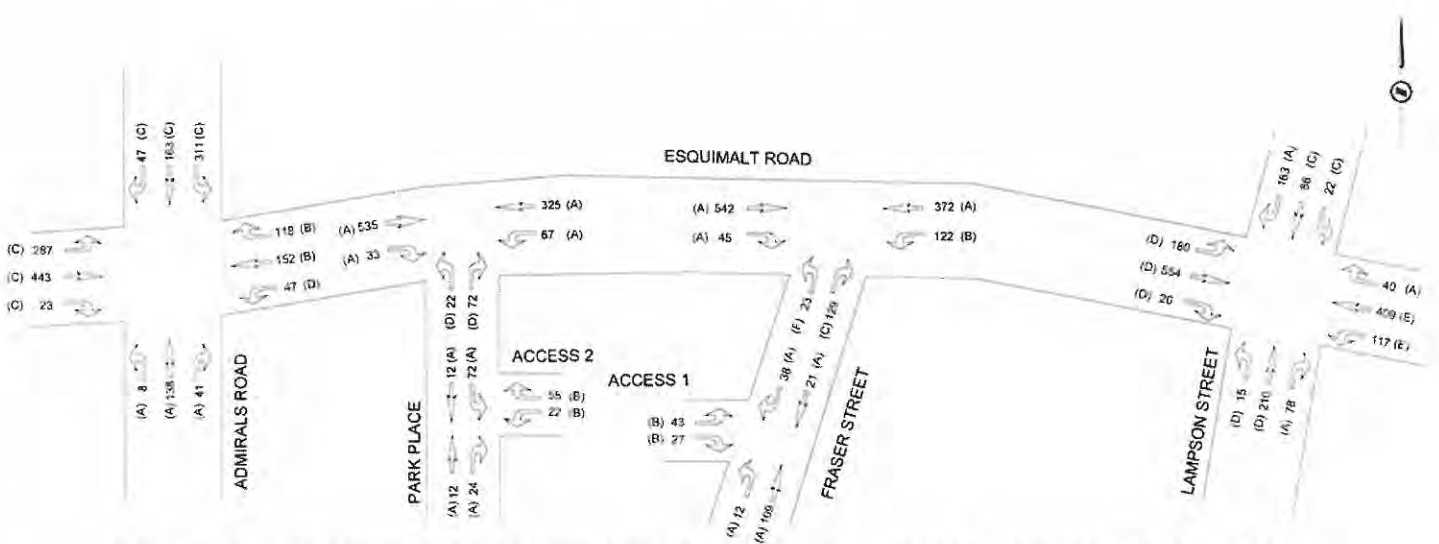 47 (C)
163 (C)
311 (C)
ESQUIMALT ROAD
163 (A)
86 (C)
22 (C)
(C) 287
(C) 443
(C) 23
118 (B)
152 (B)
47 (D)
(A) 535
(A) 33
325 (A)
67 (A)
(A) 542
(A) 45
372 (A)
122 (B)
(D) 180
(D) 554
(D) 20
40 (A)
409 (E)
117 (E)
(A) 8
(A) 138
(A) 41
ADMIRALS ROAD
PARK PLACE
(D) 22
(D) 72
12 (A)
72 (A)
(A) 12
(A) 24
ACCESS 2
55 (B)
22 (B)
ACCESS 1
(B) 43
(B) 27
(F) 23
(C) 129
38 (A)
21 (A)
(A) 12
(A) 109
FRASER STREET
LAMPSON STREET
(D) 15
(D) 210
(A) 78